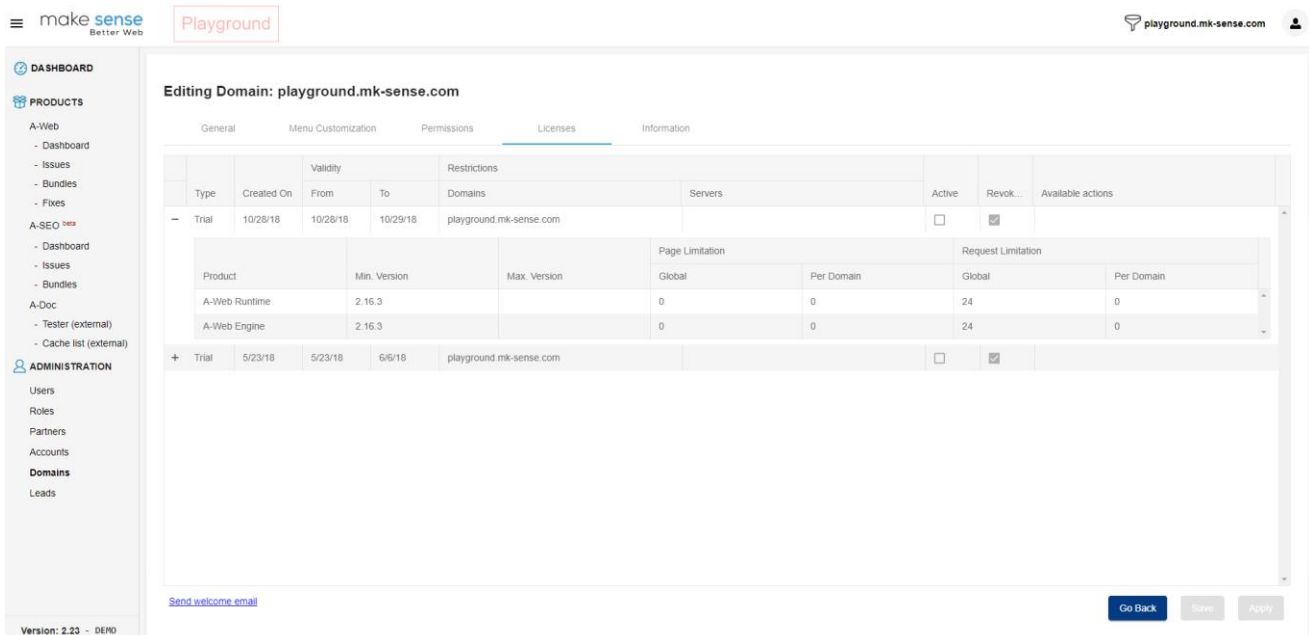 make sense
Better Web
Playground
playground.mk-sense.com
DASHBOARD
PRODUCTS
A-Web
- Dashboard
- Issues
- Bundles
- Fixes
A-SEO beta
- Dashboard
- Issues
- Bundles
A-Doc
- Tester (external)
- Cache list (external)
ADMINISTRATION
Users
Roles
Partners
Accounts
Domains
Leads
Version: 2.23 - DEMO
Editing Domain: playground.mk-sense.com
General Menu Customization Permissions Licenses Information
Validity Restrictions
Type Created On From To Domains Servers Active Revok... Available actions
− Trial 10/28/18 10/28/18 10/29/18 playground.mk-sense.com
Page Limitation Request Limitation
Product Min. Version Max. Version Global Per Domain Global Per Domain
A-Web Runtime 2.16.3 0 0 24 0
A-Web Engine 2.16.3 0 0 24 0
+ Trial 5/23/18 5/23/18 6/6/18 playground.mk-sense.com
Send welcome email
Go Back Save Apply